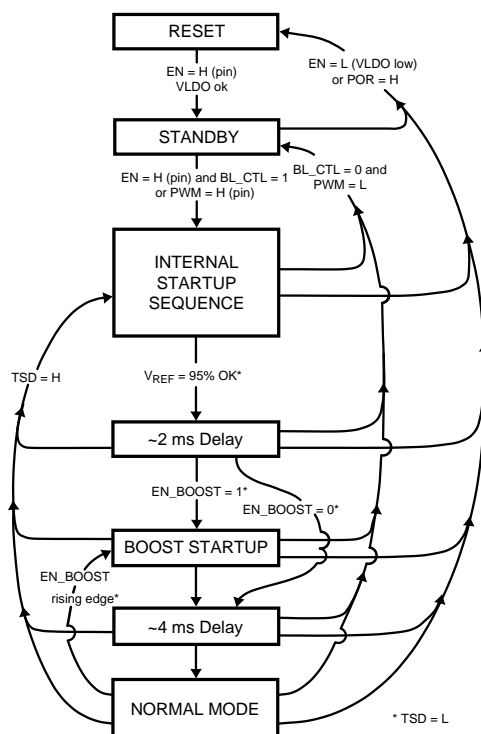 RESET
EN = H (pin)
VLDO ok
EN = L (VLDO low)
or POR = H
STANDBY
EN = H (pin) and BL_CTL = 1
or PWM = H (pin)
BL_CTL = 0 and
PWM = L
INTERNAL
STARTUP
SEQUENCE
TSD = H
VREF = 95% OK*
~2 ms Delay
EN_BOOST = 1*
EN_BOOST = 0*
BOOST STARTUP
EN_BOOST
rising edge*
~4 ms Delay
NORMAL MODE
* TSD = L